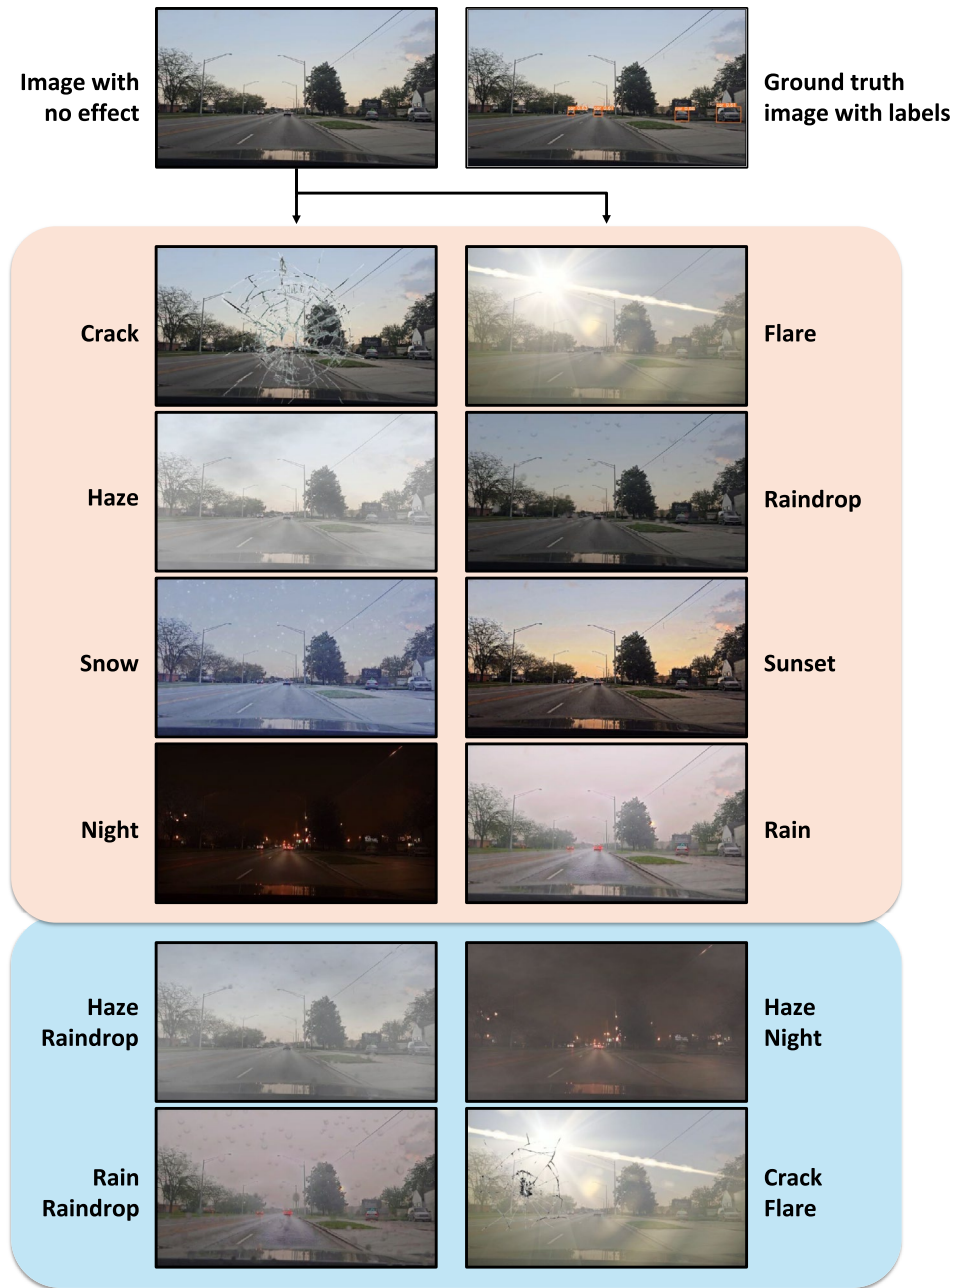 Image with
no effect
Ground truth
image with labels
Crack
Flare
Haze
Raindrop
Snow
Sunset
Night
Rain
Haze
Raindrop
Haze
Night
Rain
Raindrop
Crack
Flare